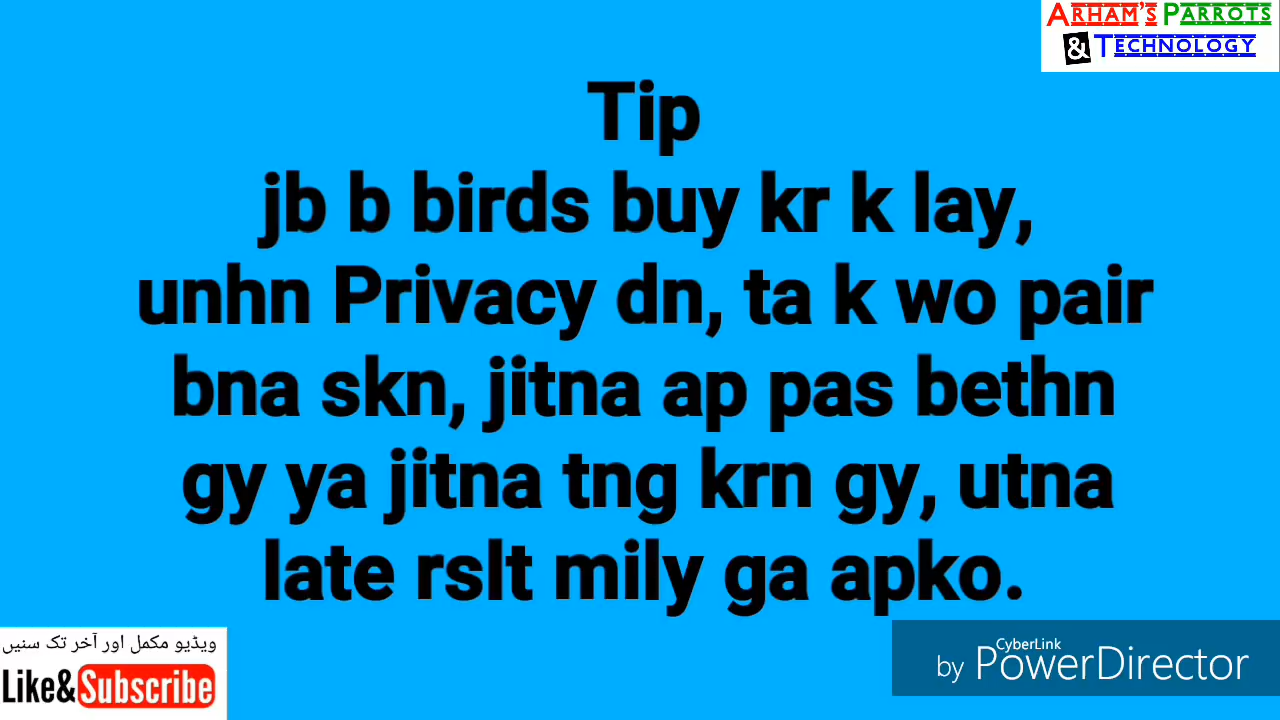 ARHAM'S PARROTS
& TECHNOLOGY
Tip
jb b birds buy kr k lay,
unhn Privacy dn, ta k wo pair
bna skn, jitna ap pas bethn
gy ya jitna tng krn gy, utna
late rslt mily ga apko.
ویڈیو مکمل اور آخر تک سنیں
Like&Subscribe
CyberLink
by PowerDirector